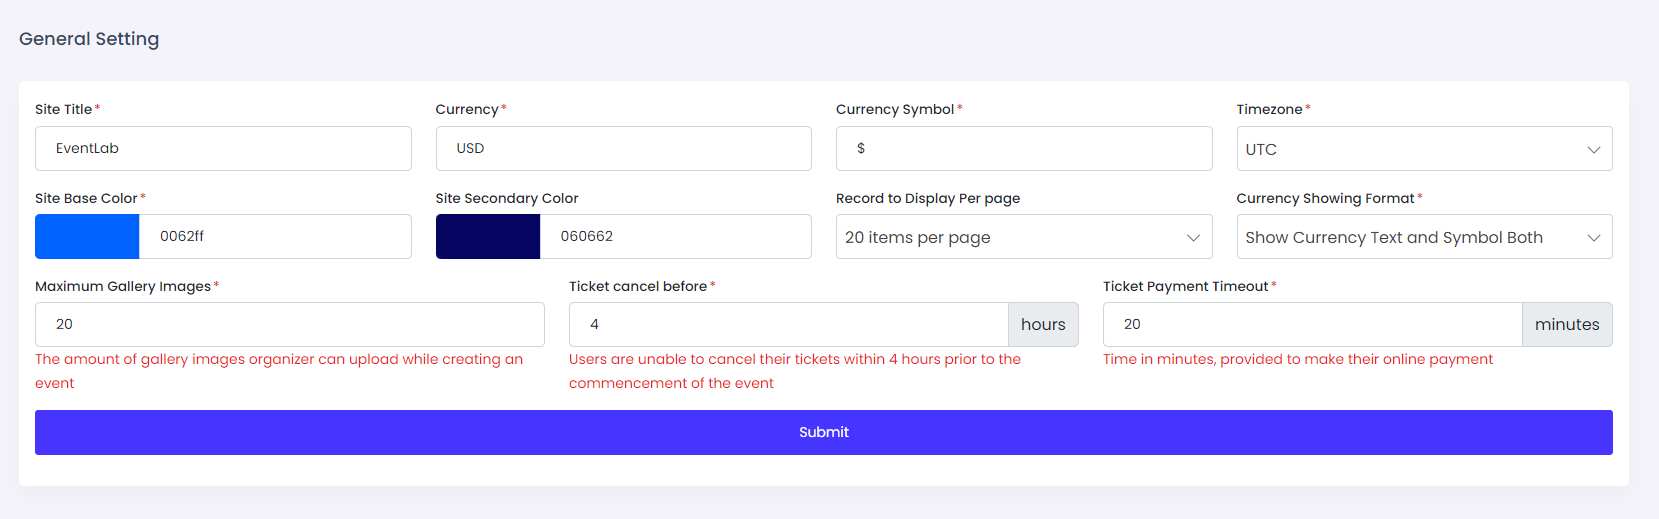 General Setting
Site Title*
Currency*
Currency Symbol*
Timezone*
EventLab
USD
$
UTC
Site Base Color*
Site Secondary Color
Record to Display Per page
Currency Showing Format*
0062ff
060662
20 items per page
Show Currency Text and Symbol Both
Maximum Gallery Images*
Ticket cancel before*
Ticket Payment Timeout*
20
4
hours
20
minutes
The amount of gallery images organizer can upload while creating an
event
Users are unable to cancel their tickets within 4 hours prior to the
commencement of the event
Time in minutes, provided to make their online payment
Submit